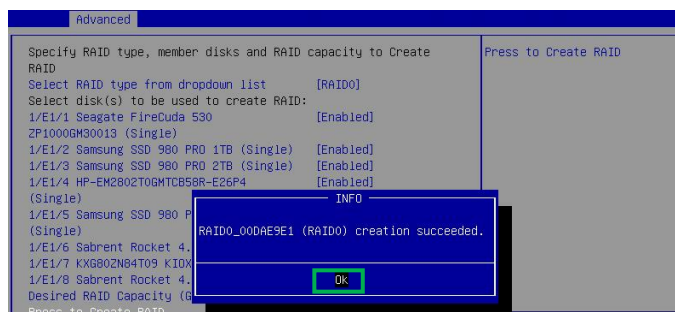 Advanced
Specify RAID type, member disks and RAID capacity to Create
RAID
Select RAID type from dropdown list [RAID0]
Select disk(s) to be used to create RAID:
1/E1/1 Seagate FireCuda 530 [Enabled]
ZP1000GM30013 (Single)
1/E1/2 Samsung SSD 980 PRO 1TB (Single) [Enabled]
1/E1/3 Samsung SSD 980 PRO 2TB (Single) [Enabled]
1/E1/4 HP-EM2802T0GMTCB58R-E26P4 [Enabled]
(Single)
1/E1/5 Samsung SSD 980 P
(Single)
1/E1/6 Sabrent Rocket 4.
1/E1/7 KXG80ZN84T09 KIOX
1/E1/8 Sabrent Rocket 4.
Desired RAID Capacity (G
Press to Create RAID
Press to Create RAID
INFO
RAID0_00DAE9E1 (RAID0) creation succeeded.
Ok